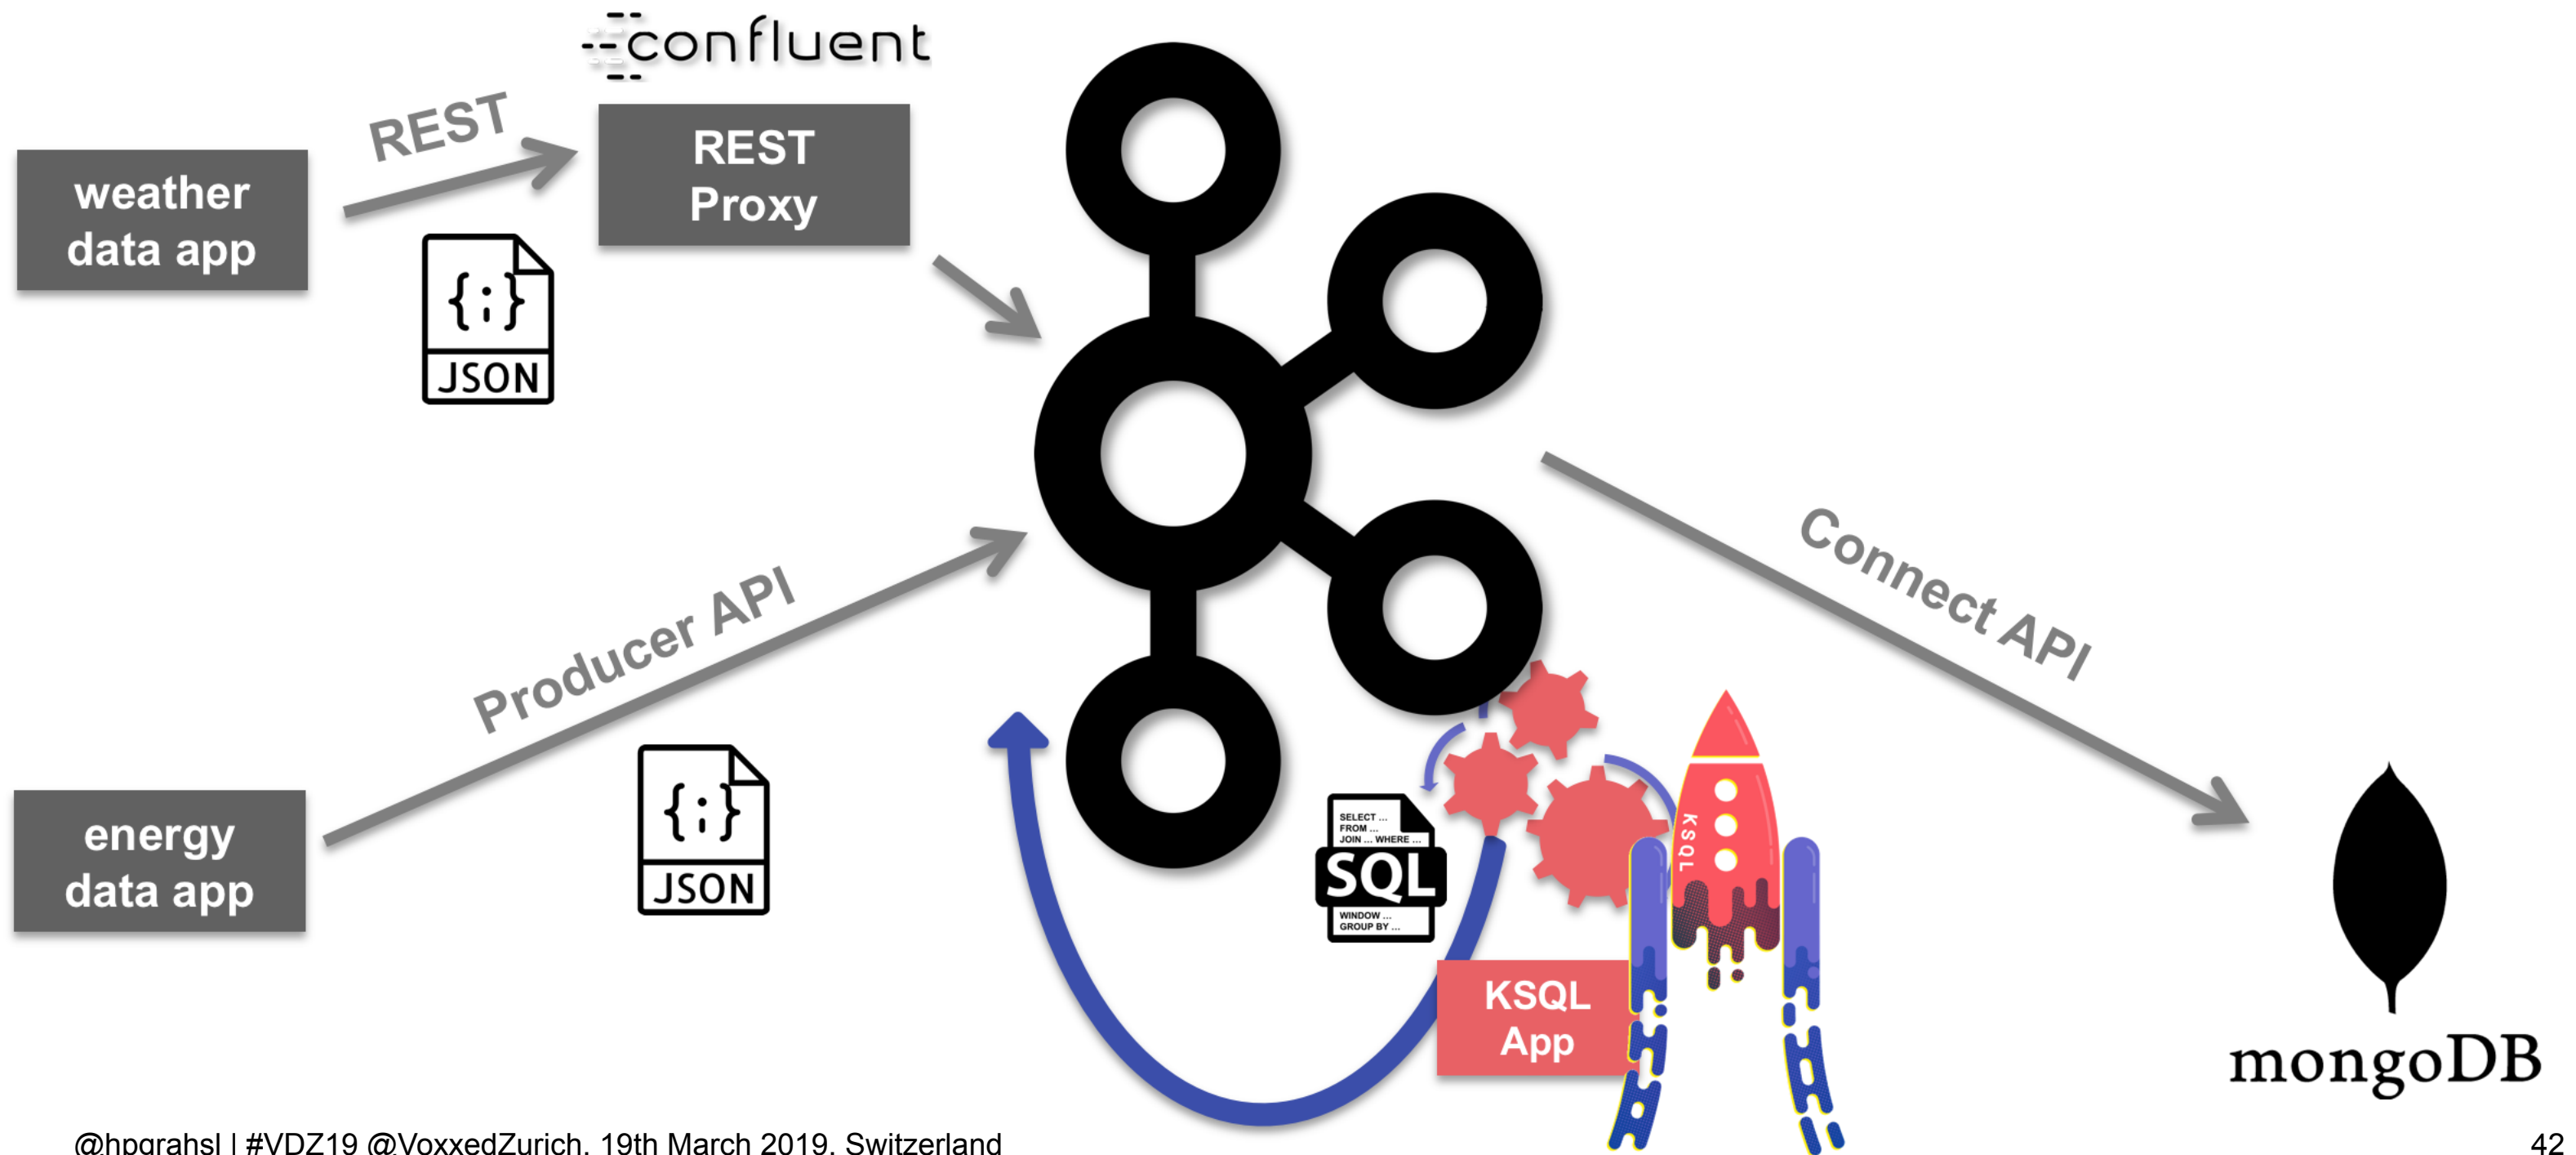 confluent
REST
REST
Proxy
weather
data app
{;}
JSON
Producer API
energy
data app
{;}
JSON
Connect API
SELECT ...
FROM ...
JOIN ... WHERE ...
SQL
WINDOW ...
GROUP BY ...
KSQL
KSQL
App
mongoDB
@hpgrahsl | #VDZ19 @VoxxedZurich, 19th March 2019, Switzerland
42